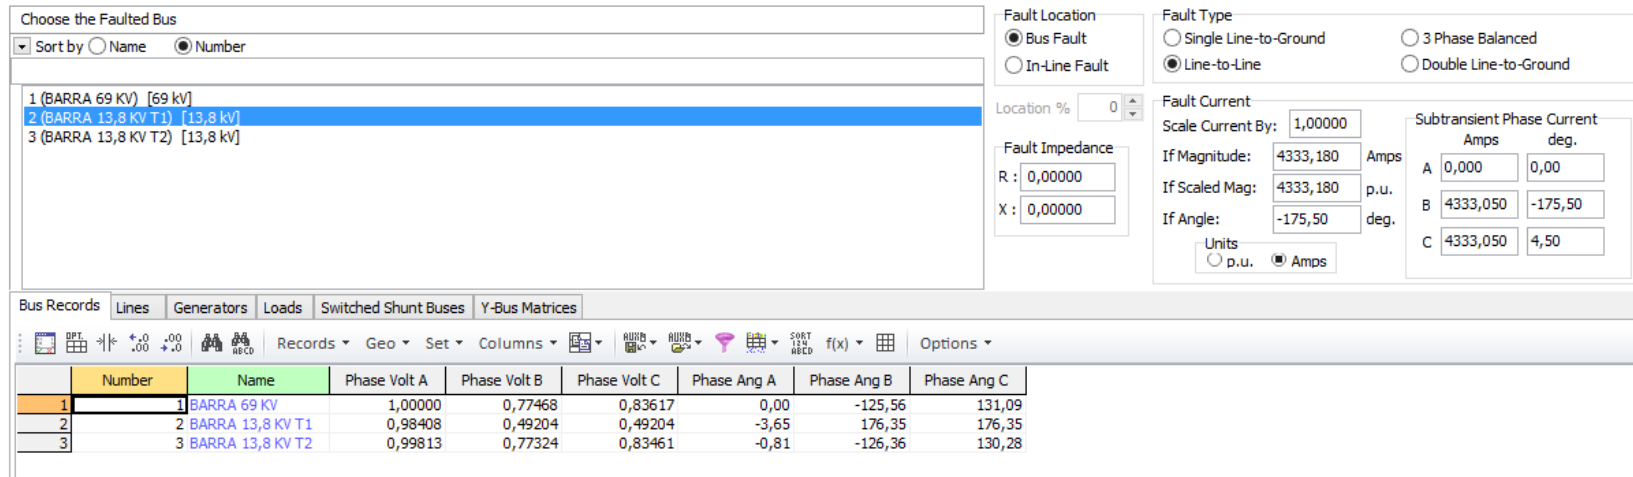 Choose the Faulted Bus
Sort by Name Number
1 (BARRA 69 KV) [69 kV]
2 (BARRA 13,8 KV T1) [13,8 kV]
3 (BARRA 13,8 KV T2) [13,8 kV]
Fault Location
Bus Fault
In-Line Fault
Location % 0
Fault Impedance
R : 0,00000
X : 0,00000
Fault Type
Single Line-to-Ground 3 Phase Balanced
Line-to-Line Double Line-to-Ground
Fault Current
Scale Current By: 1,00000
If Magnitude: 4333,180 Amps
If Scaled Mag: 4333,180 p.u.
If Angle: -175,50 deg.
Units
p.u. Amps
Subtransient Phase Current
Amps deg.
A 0,000 0,00
B 4333,050 -175,50
C 4333,050 4,50
Bus Records Lines Generators Loads Switched Shunt Buses Y-Bus Matrices
Records Geo Set Columns f(x) Options
Number Name Phase Volt A Phase Volt B Phase Volt C Phase Ang A Phase Ang B Phase Ang C
1 1 BARRA 69 KV 1,00000 0,77468 0,83617 0,00 -125,56 131,09
2 2 BARRA 13,8 KV T1 0,98408 0,49204 0,49204 -3,65 176,35 176,35
3 3 BARRA 13,8 KV T2 0,99813 0,77324 0,83461 -0,81 -126,36 130,28